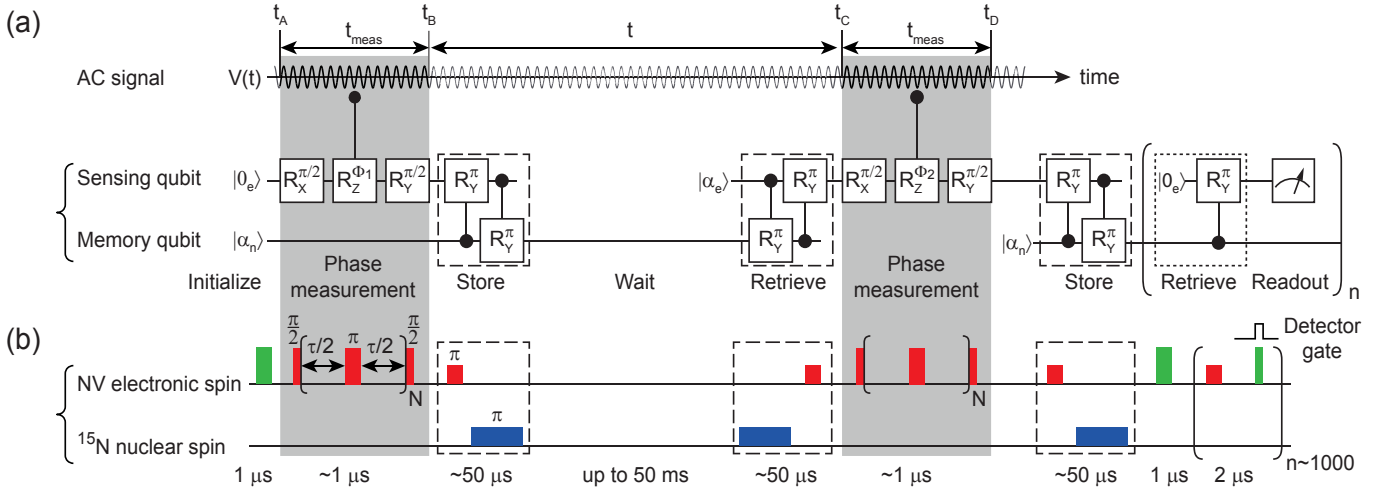 (a)
t_A t_B t_C t_D
t_meas t t_meas
AC signal V(t) time
Sensing qubit |0_e⟩ R_X^{π/2} R_Z^{Φ_1} R_Y^{π/2} R_Y^π |α_e⟩ R_Y^π R_X^{π/2} R_Z^{Φ_2} R_Y^{π/2} R_Y^π |0_e⟩ R_Y^π
Memory qubit |α_n⟩ R_Y^π R_Y^π |α_n⟩ R_Y^π
Initialize Phase measurement Store Wait Retrieve Phase measurement Store Retrieve Readout n
(b)
π/2 τ/2 π τ/2 π/2 π Detector gate
NV electronic spin N N
π
¹⁵N nuclear spin
n~1000
1 μs ~1 μs ~50 μs up to 50 ms ~50 μs ~1 μs ~50 μs 1 μs 2 μs